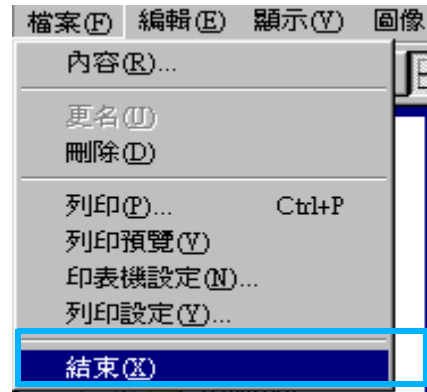 檔案(F) 編輯(E) 顯示(V) 圖像
內容(R)...
更名(U)
刪除(D)
列印(P)... Ctrl+P
列印預覽(V)
印表機設定(N)...
列印設定(Y)...
結束(X)